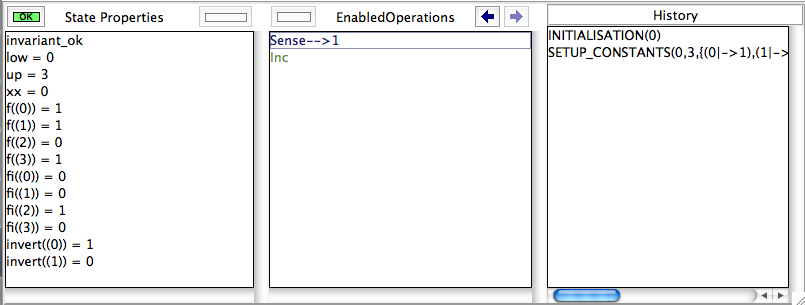 OK State Properties
invariant_ok
low = 0
up = 3
xx = 0
f((0)) = 1
f((1)) = 1
f((2)) = 0
f((3)) = 1
fi((0)) = 0
fi((1)) = 0
fi((2)) = 1
fi((3)) = 0
invert((0)) = 1
invert((1)) = 0
EnabledOperations
Sense-->1
Inc
History
INITIALISATION(0)
SETUP_CONSTANTS(0,3,{(0|->1),(1|->